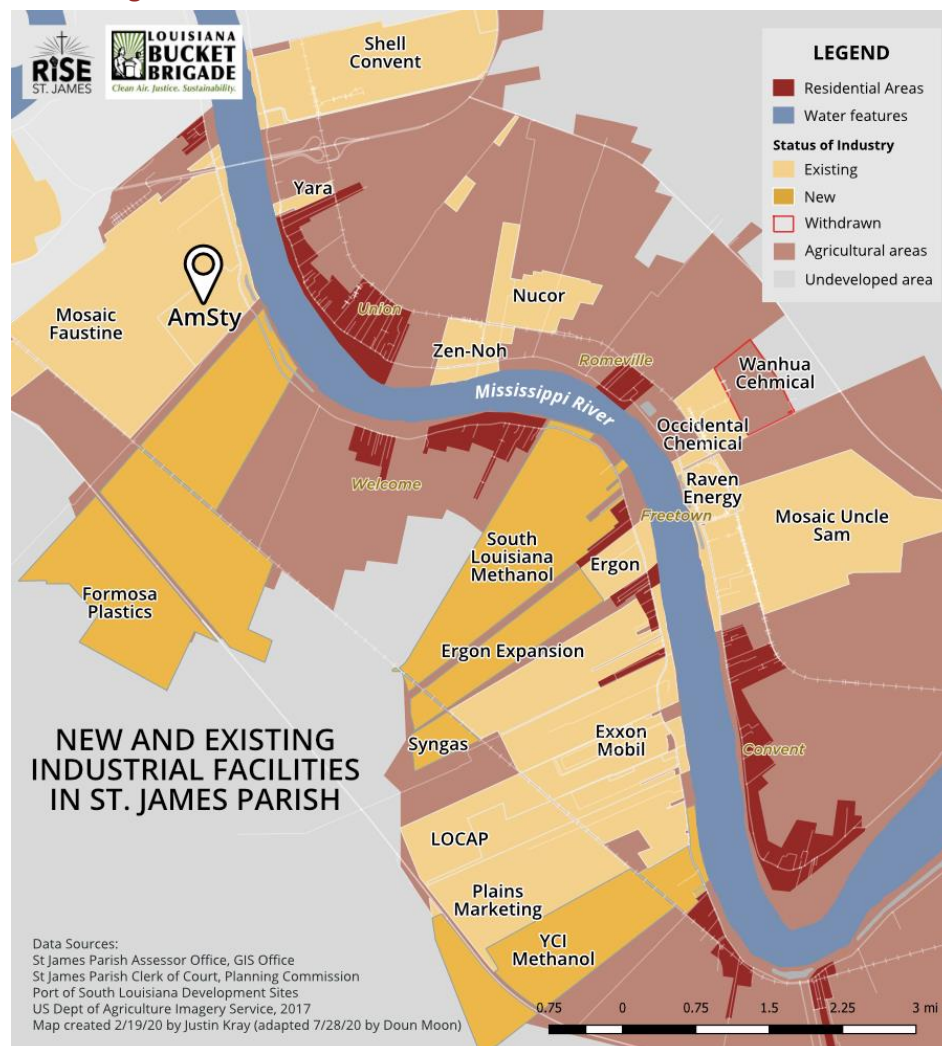 RISE
ST. JAMES
LOUISIANA
BUCKET
BRIGADE
Clean Air. Justice. Sustainability.
Shell
Convent
LEGEND
Residential Areas
Water features
Status of Industry
Existing
New
Withdrawn
Agricultural areas
Undeveloped area
Yara
Mosaic
Faustine
AmSty
Union
Nucor
Zen-Noh
Romeville
Wanhua
Cehmical
Mississippi River
Occidental
Chemical
Welcome
Raven
Energy
Freetown
Mosaic Uncle
Sam
South
Louisiana
Methanol
Ergon
Formosa
Plastics
Ergon Expansion
Syngas
Exxon
Mobil
Convent
NEW AND EXISTING
INDUSTRIAL FACILITIES
IN ST. JAMES PARISH
LOCAP
Plains
Marketing
YCI
Methanol
Data Sources:
St James Parish Assessor Office, GIS Office
St James Parish Clerk of Court, Planning Commission
Port of South Louisiana Development Sites
US Dept of Agriculture Imagery Service, 2017
Map created 2/19/20 by Justin Kray (adapted 7/28/20 by Doun Moon)
0.75 0 0.75 1.5 2.25 3 mi